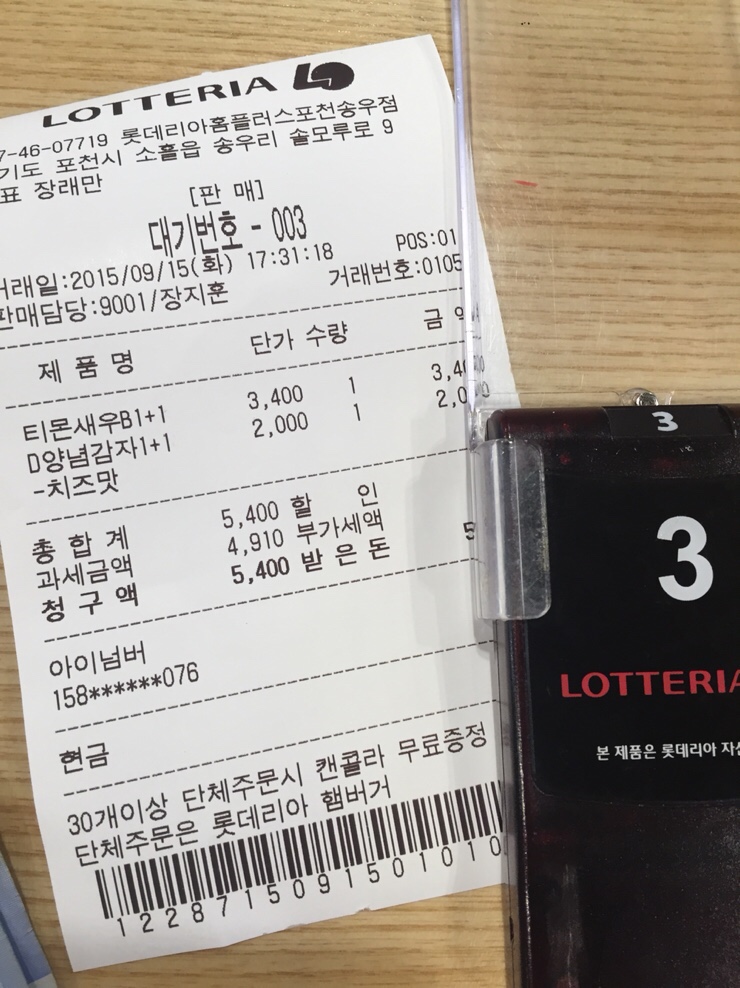 LOTTERIA
7-46-07719 롯데리아홈플러스포천송우점
기도 포천시 소흘읍 송우리 솔모루로 9
표 장래만
[판 매]
대기번호 - 003
거래일:2015/09/15(화) 17:31:18 POS:01
판매담당:9001/장지훈 거래번호:0105
제 품 명 단가 수량 금 액
티몬새우B1+1 3,400 1 3,40
D양념감자1+1 2,000 1 2,0
-치즈맛
총 합 계 5,400 할 인
과세금액 4,910 부가세액
청 구 액 5,400 받 은 돈 5
아이넘버
158******076
현금
30개이상 단체주문시 캔콜라 무료증정
단체주문은 롯데리아 햄버거
1228715091501010
3
3
LOTTERIA
본 제품은 롯데리아 자산